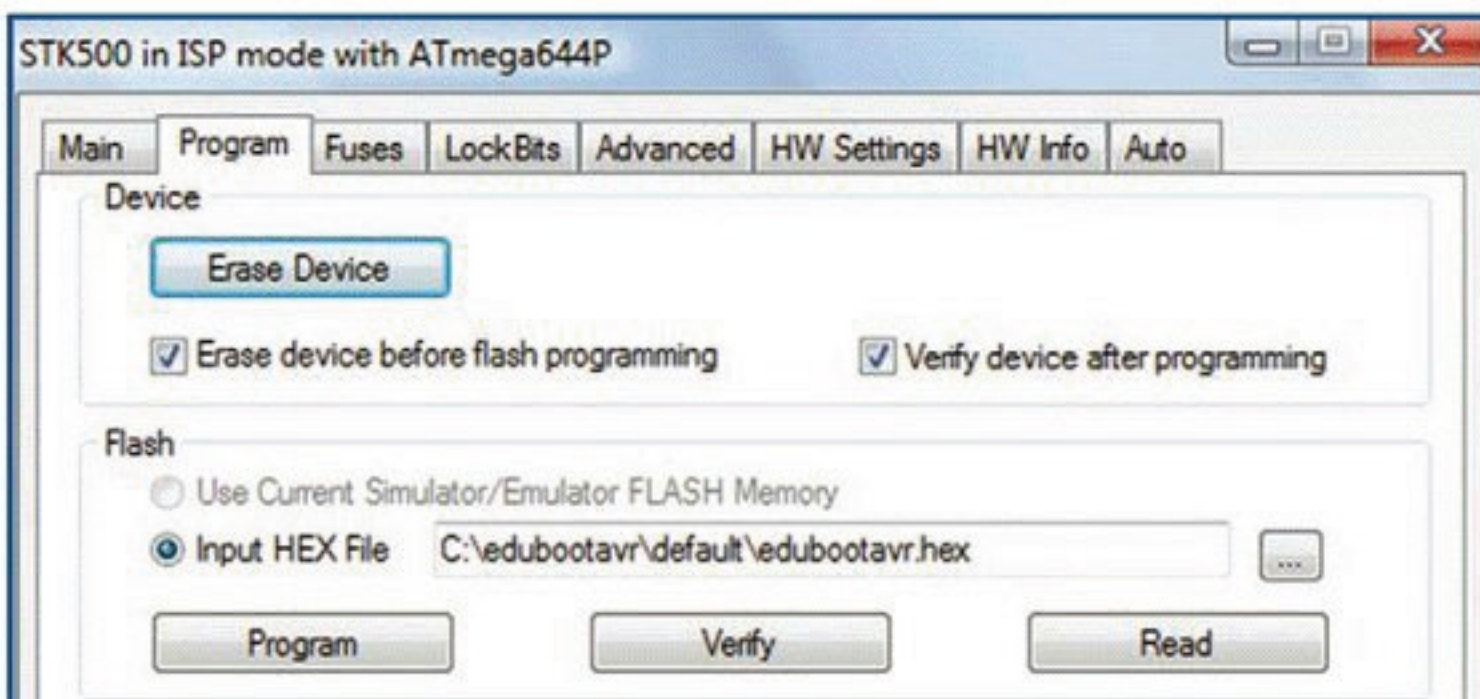 STK500 in ISP mode with ATmega644P
Main Program Fuses LockBits Advanced HW Settings HW Info Auto
Device
Erase Device
Erase device before flash programming Verify device after programming
Flash
Use Current Simulator/Emulator FLASH Memory
Input HEX File C:\edubootavr\default\edubootavr.hex ...
Program Verify Read